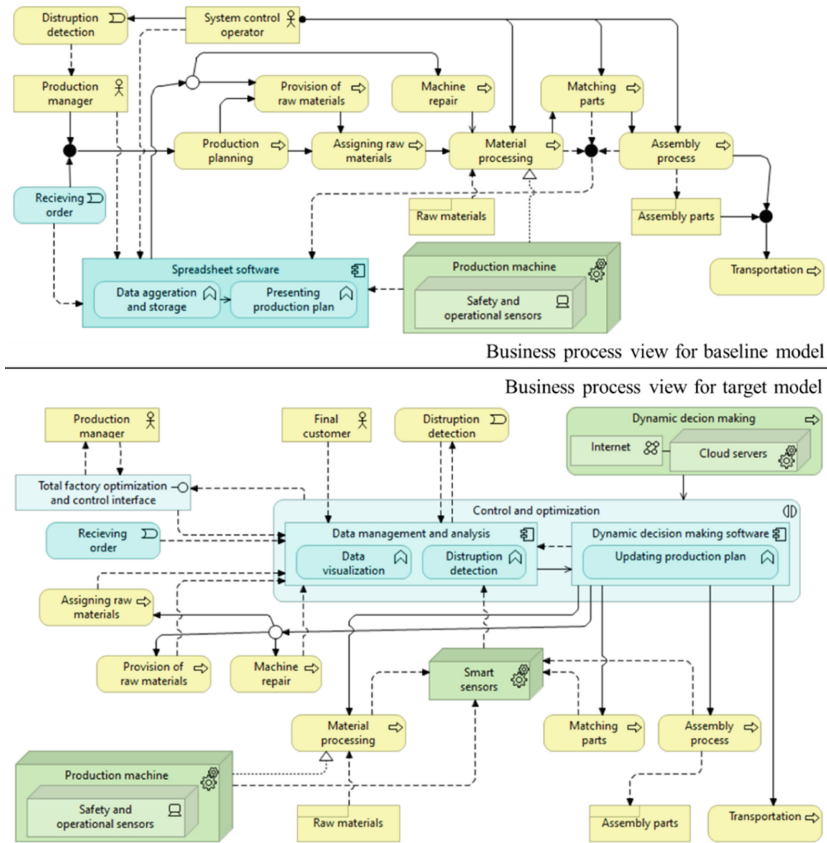 Distruption
detection
System control
operator
Production
manager
Provision of
raw materials
Machine
repair
Matching
parts
Production
planning
Assigning raw
materials
Material
processing
Assembly
process
Recieving
order
Raw materials
Assembly parts
Spreadsheet software
Data aggeration
and storage
Presenting
production plan
Production machine
Safety and
operational sensors
Transportation
Business process view for baseline model
Business process view for target model
Production
manager
Final
customer
Distruption
detection
Dynamic decion making
Internet
Cloud servers
Total factory optimization
and control interface
Control and optimization
Recieving
order
Data management and analysis
Data
visualization
Distruption
detection
Dynamic decision making software
Updating production plan
Assigning raw
materials
Provision of
raw materials
Machine
repair
Smart
sensors
Material
processing
Matching
parts
Assembly
process
Production machine
Safety and
operational sensors
Raw materials
Assembly parts
Transportation